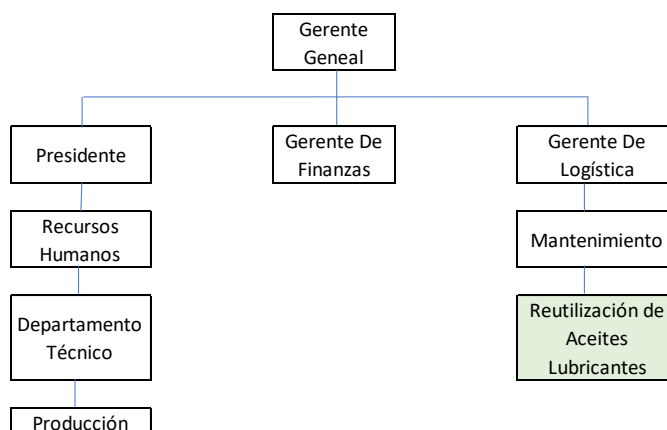 Gerente
Geneal
Presidente
Gerente De
Finanzas
Gerente De
Logística
Recursos
Humanos
Mantenimiento
Departamento
Técnico
Reutilización de
Aceites
Lubricantes
Producción